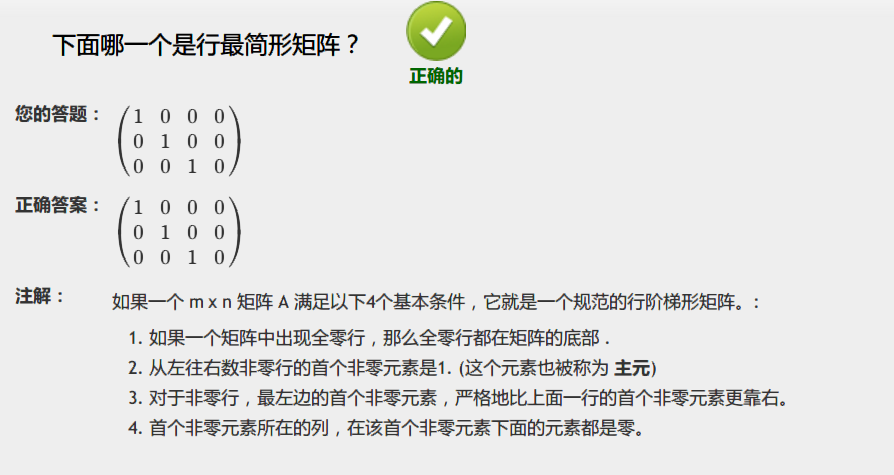 下面哪一个是行最简形矩阵？
正确的
您的答题：
1 0 0 0
0 1 0 0
0 0 1 0
正确答案：
1 0 0 0
0 1 0 0
0 0 1 0
注解：
如果一个 m x n 矩阵 A 满足以下4个基本条件，它就是一个规范的行阶梯形矩阵。:
1. 如果一个矩阵中出现全零行，那么全零行都在矩阵的底部 .
2. 从左往右数非零行的首个非零元素是1. (这个元素也被称为 主元)
3. 对于非零行，最左边的首个非零元素，严格地比上面一行的首个非零元素更靠右。
4. 首个非零元素所在的列，在该首个非零元素下面的元素都是零。